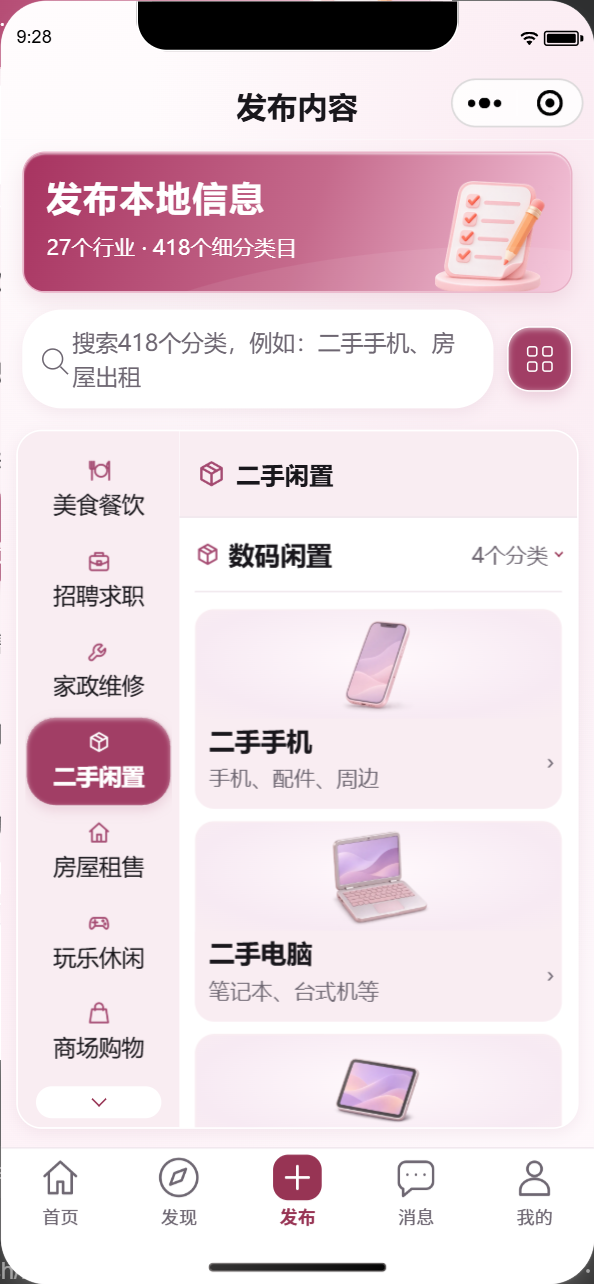 9:28
发布内容
发布本地信息
27个行业 · 418个细分类目
搜索418个分类，例如：二手手机、房
屋出租
美食餐饮
招聘求职
家政维修
二手闲置
房屋租售
玩乐休闲
商场购物
二手闲置
数码闲置
4个分类
二手手机
手机、配件、周边
二手电脑
笔记本、台式机等
首页
发现
发布
消息
我的